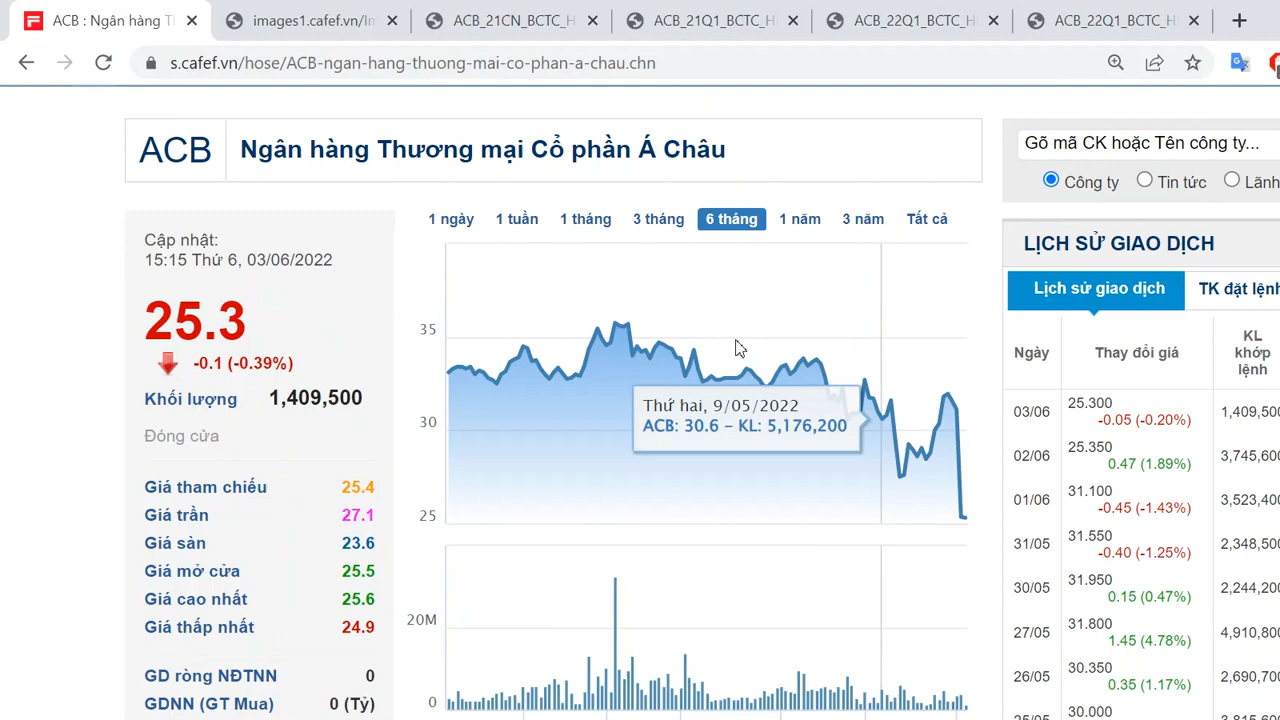 ACB : Ngân hàng T
images1.cafef.vn/Im
ACB_21CN_BCTC_H
ACB_21Q1_BCTC_H
ACB_22Q1_BCTC_H
ACB_22Q1_BCTC_H
s.cafef.vn/hose/ACB-ngan-hang-thuong-mai-co-phan-a-chau.chn
ACB
Ngân hàng Thương mại Cổ phần Á Châu
Gõ mã CK hoặc Tên công ty...
Công ty Tin tức Lãnh
Cập nhật:
15:15 Thứ 6, 03/06/2022
25.3
-0.1 (-0.39%)
Khối lượng 1,409,500
Đóng cửa
Giá tham chiếu 25.4
Giá trần 27.1
Giá sàn 23.6
Giá mở cửa 25.5
Giá cao nhất 25.6
Giá thấp nhất 24.9
GD ròng NĐTNN 0
GDNN (GT Mua) 0 (Tỷ)
1 ngày 1 tuần 1 tháng 3 tháng 6 tháng 1 năm 3 năm Tất cả
35
30
25
Thứ hai, 9/05/2022
ACB: 30.6 – KL: 5,176,200
20M
0
LỊCH SỬ GIAO DỊCH
Lịch sử giao dịch TK đặt lệnh
Ngày Thay đổi giá KL khớp lệnh
03/06 25.300 -0.05 (-0.20%) 1,409,500
02/06 25.350 0.47 (1.89%) 3,745,600
01/06 31.100 -0.45 (-1.43%) 3,523,400
31/05 31.550 -0.40 (-1.25%) 2,348,500
30/05 31.950 0.15 (0.47%) 2,244,200
27/05 31.800 1.45 (4.78%) 4,910,800
26/05 30.350 0.35 (1.17%) 2,690,700
25/05 30.000